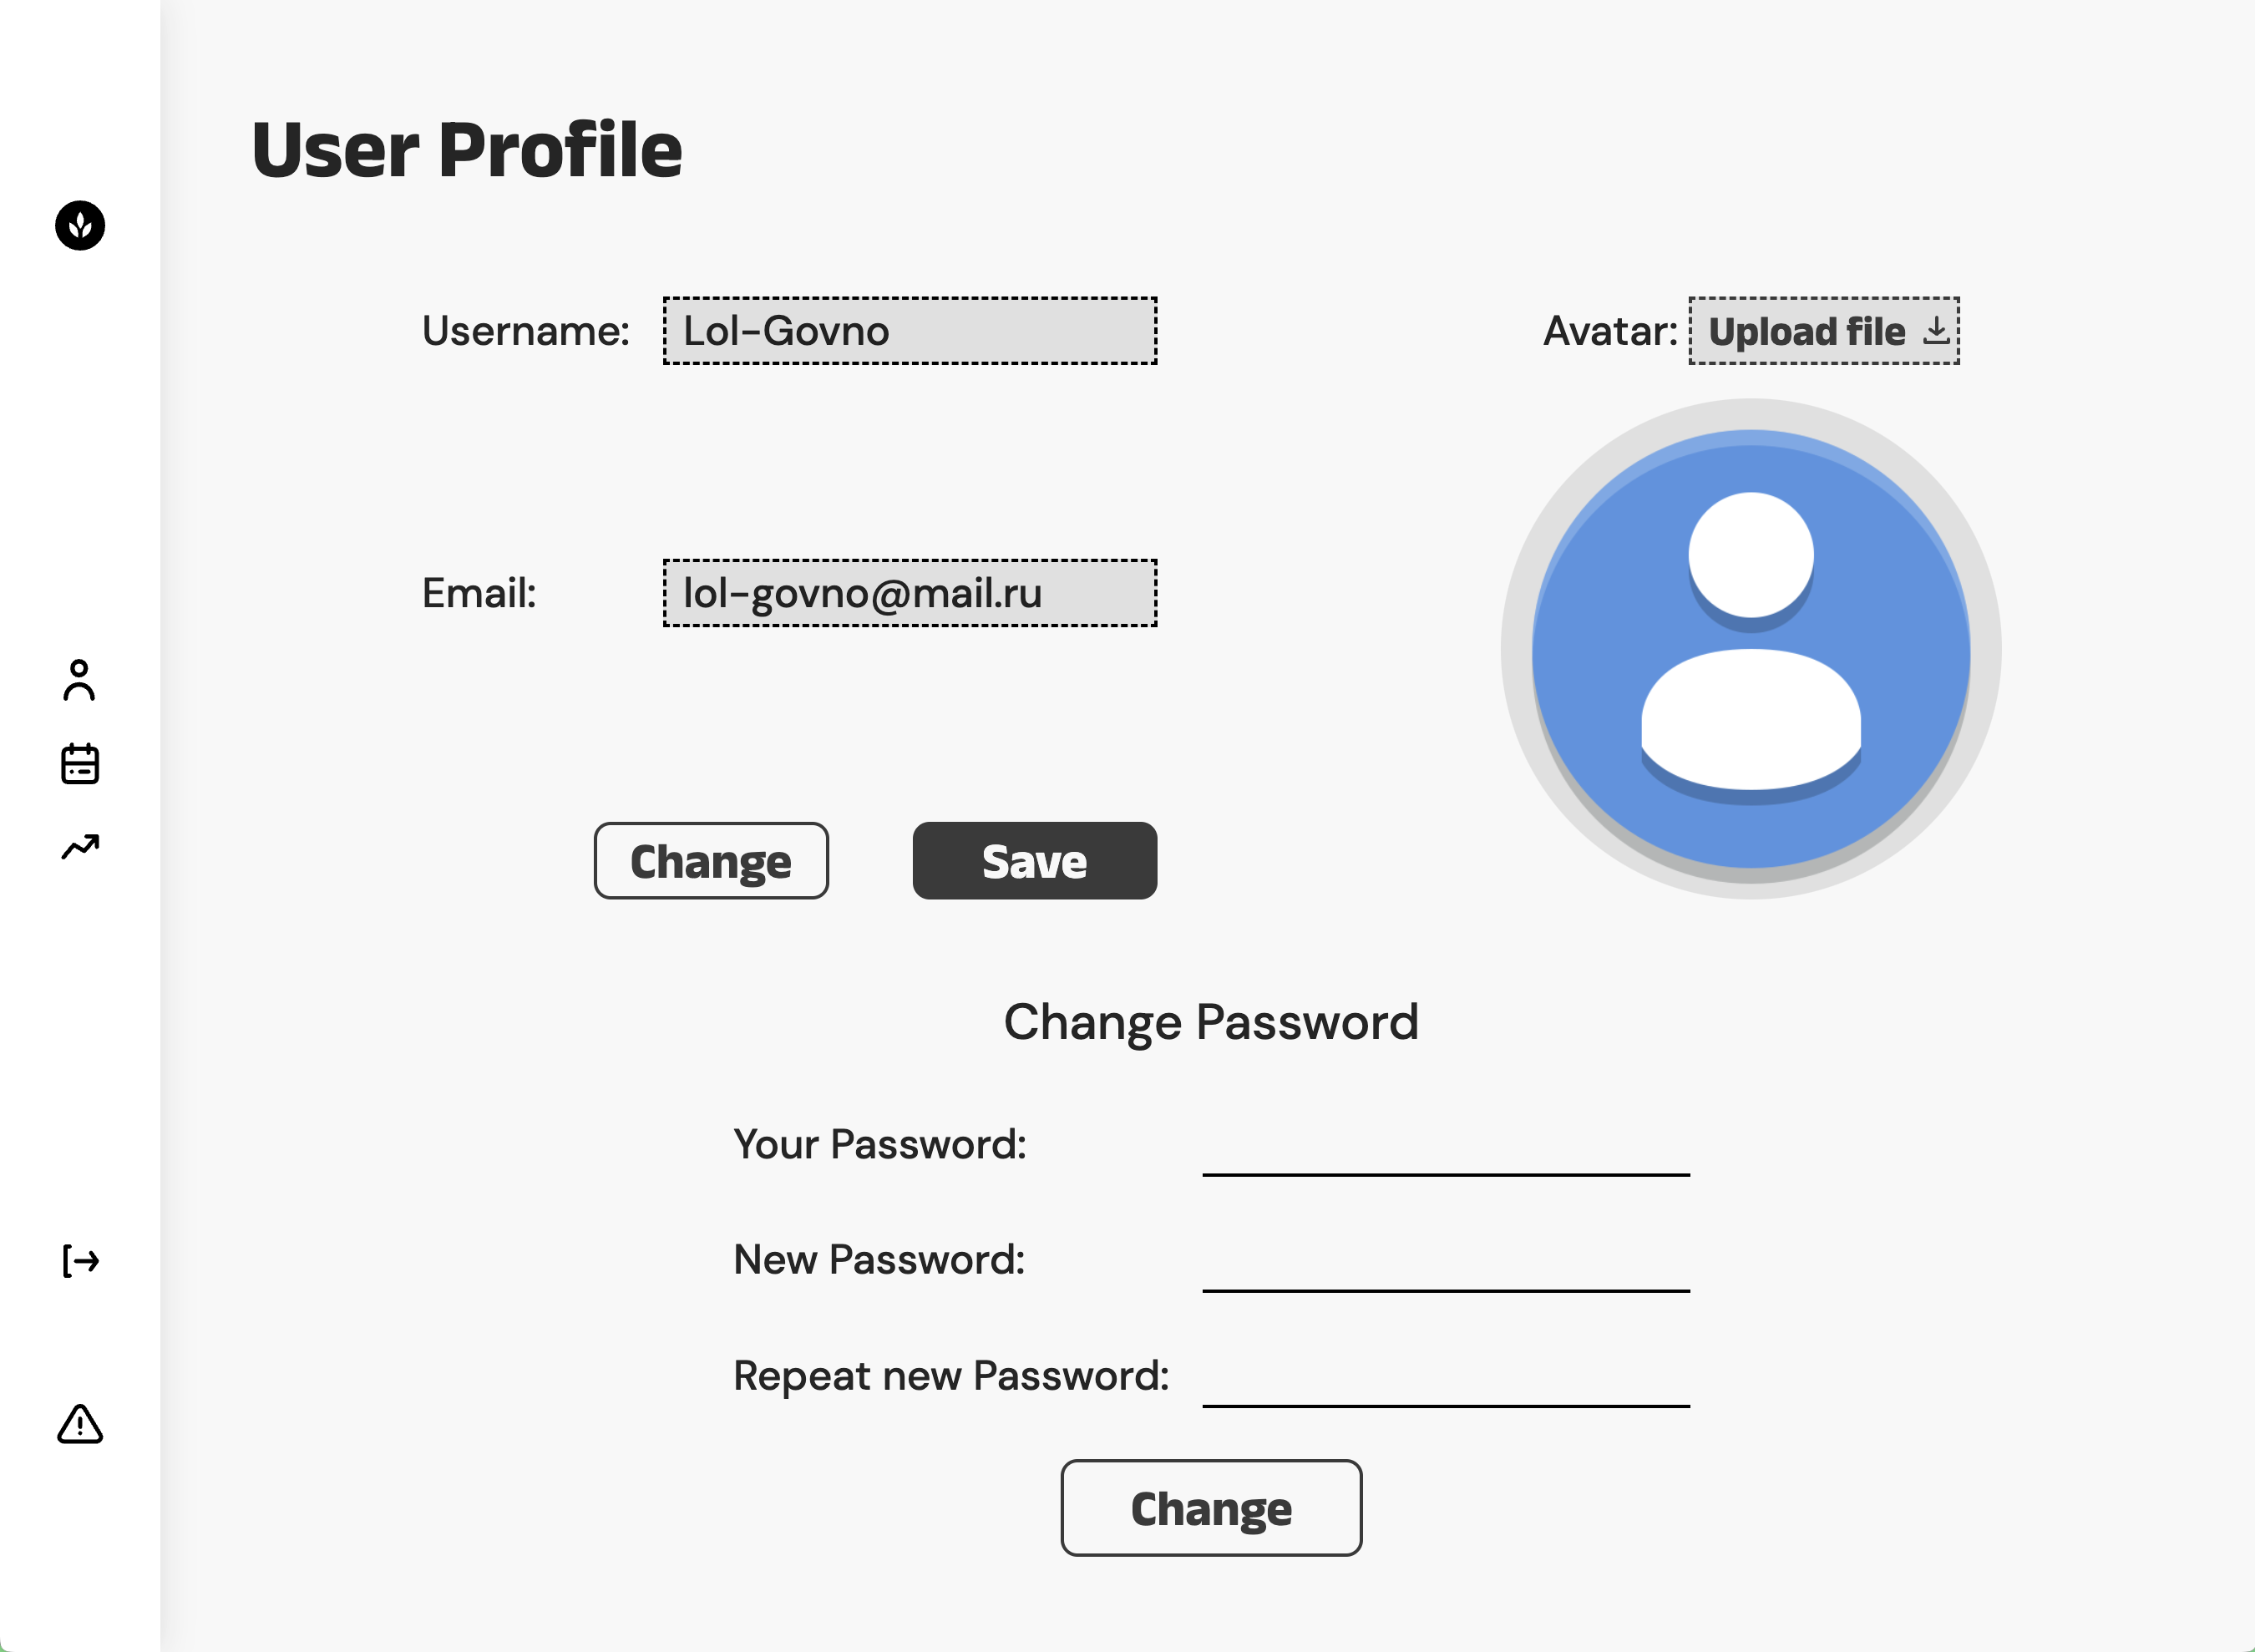 User Profile
Username: Lol-Govno
Avatar: Upload file
Email: lol-govno@mail.ru
Change Save
Change Password
Your Password:
New Password:
Repeat new Password:
Change